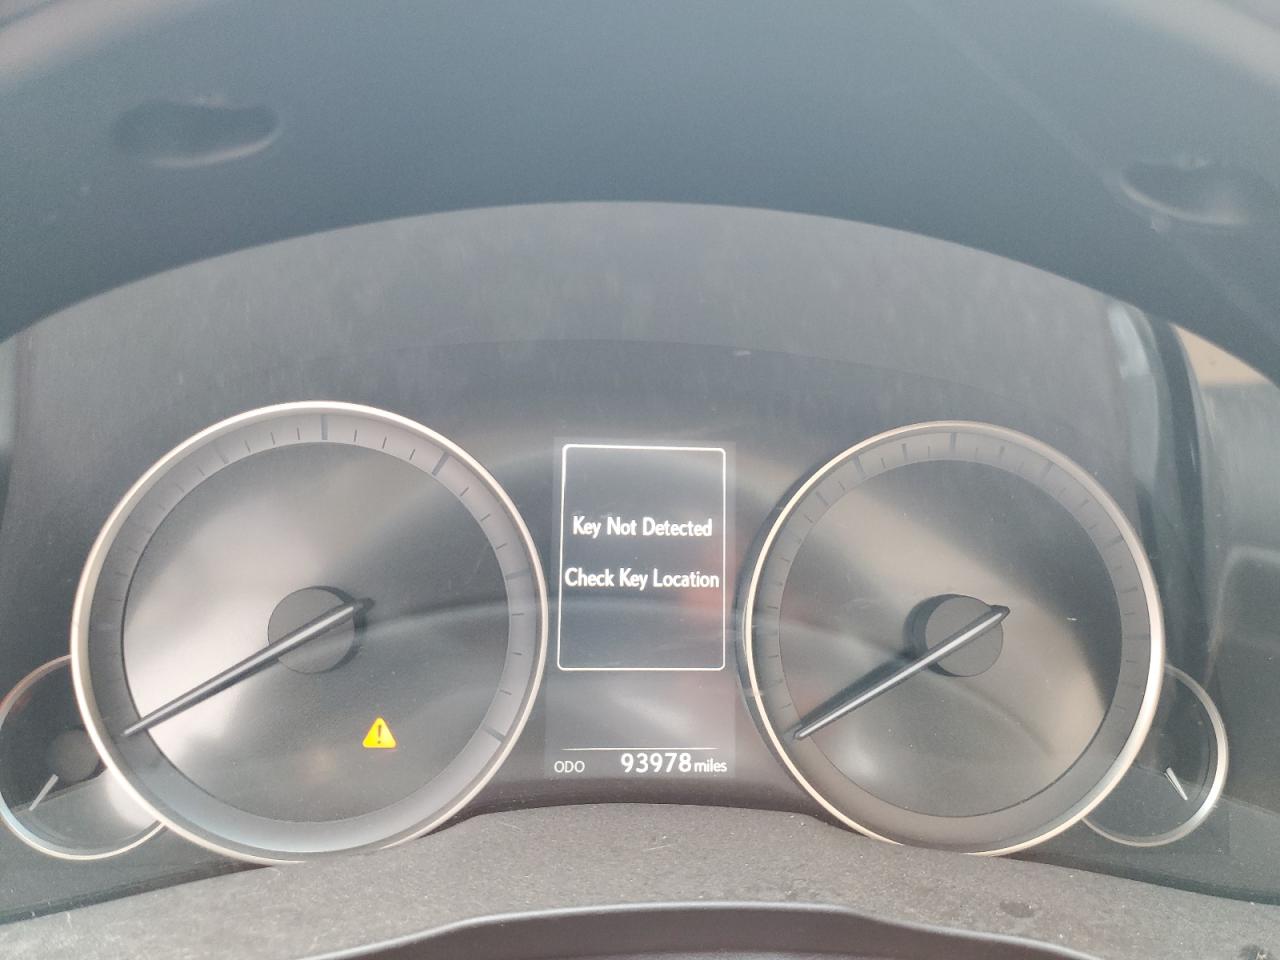 Key Not Detected
Check Key Location
!
ODO 93978 miles